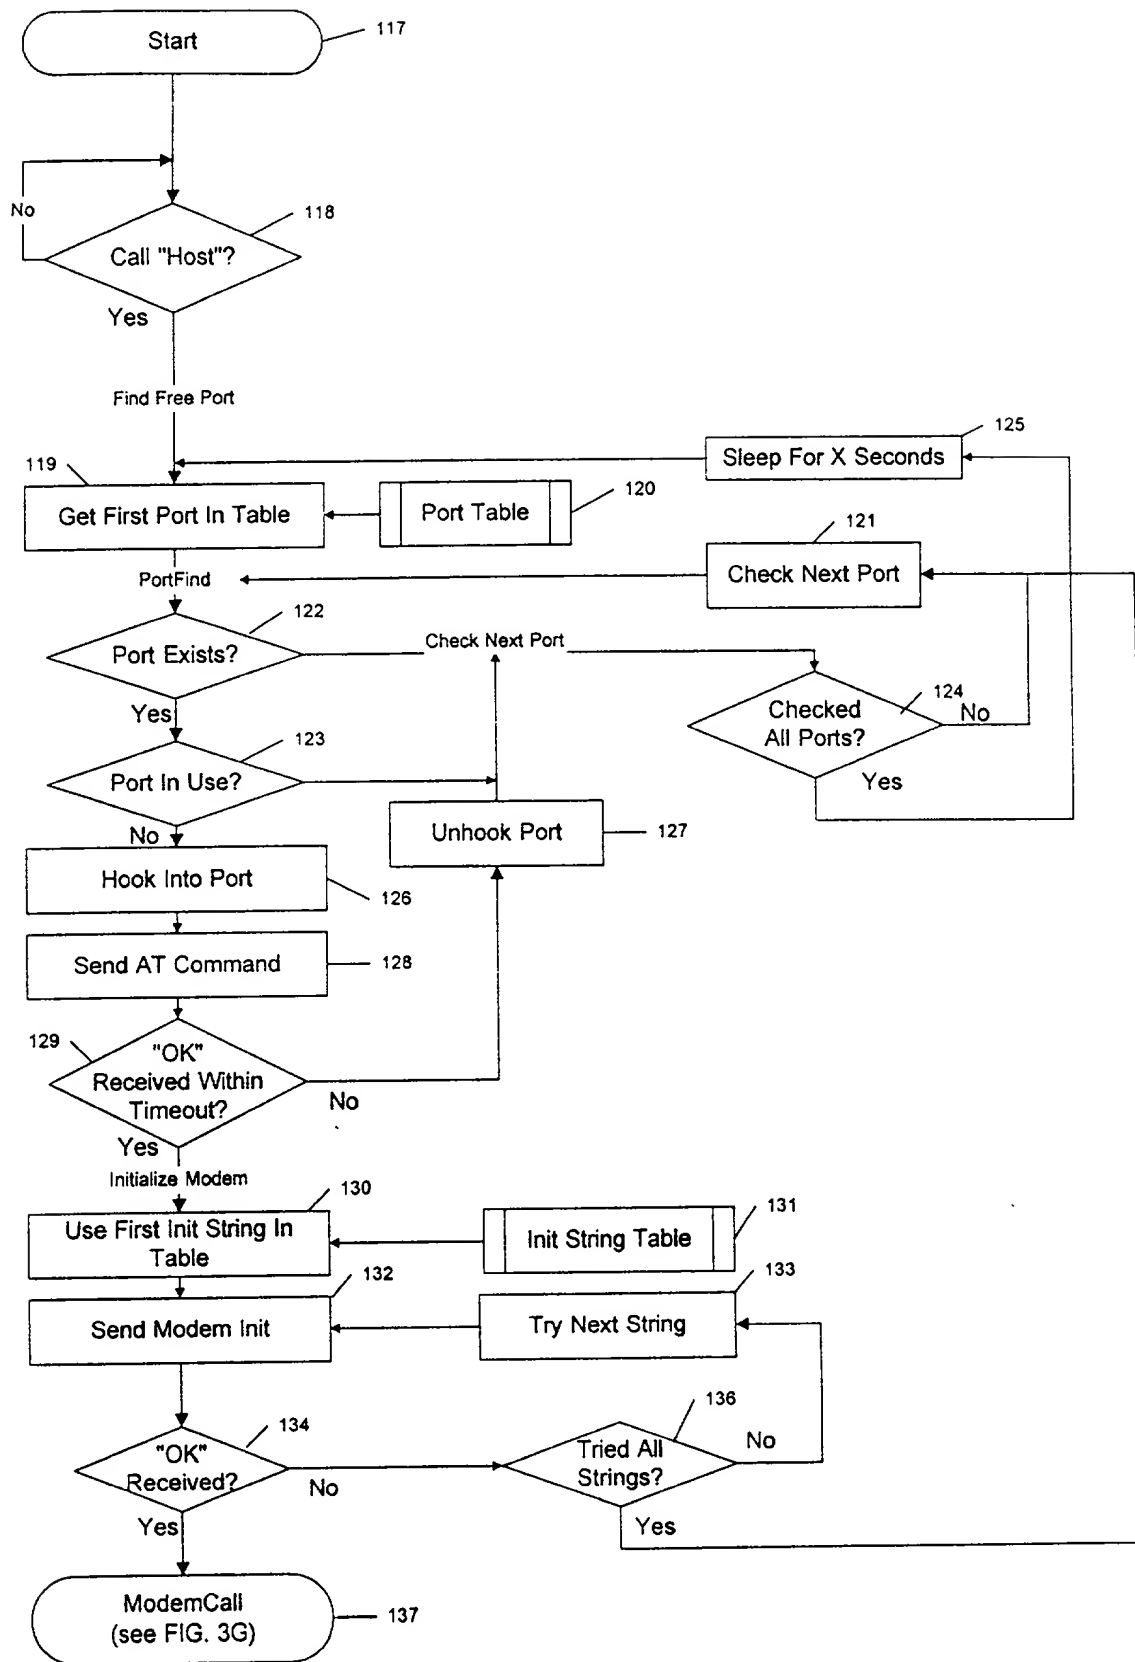 Start
117
No
118
Call "Host"?
Yes
Find Free Port
125
Sleep For X Seconds
119
120
Get First Port In Table
Port Table
121
PortFind
Check Next Port
122
Check Next Port
Port Exists?
124
Yes
Checked
All Ports?
No
123
Port In Use?
Yes
No
Unhook Port
127
Hook Into Port
126
Send AT Command
128
129
"OK"
Received Within
Timeout?
No
Yes
Initialize Modem
130
131
Use First Init String In
Table
Init String Table
132
133
Send Modem Init
Try Next String
134
136
"OK"
Received?
No
Tried All
Strings?
No
Yes
Yes
ModemCall
(see FIG. 3G)
137